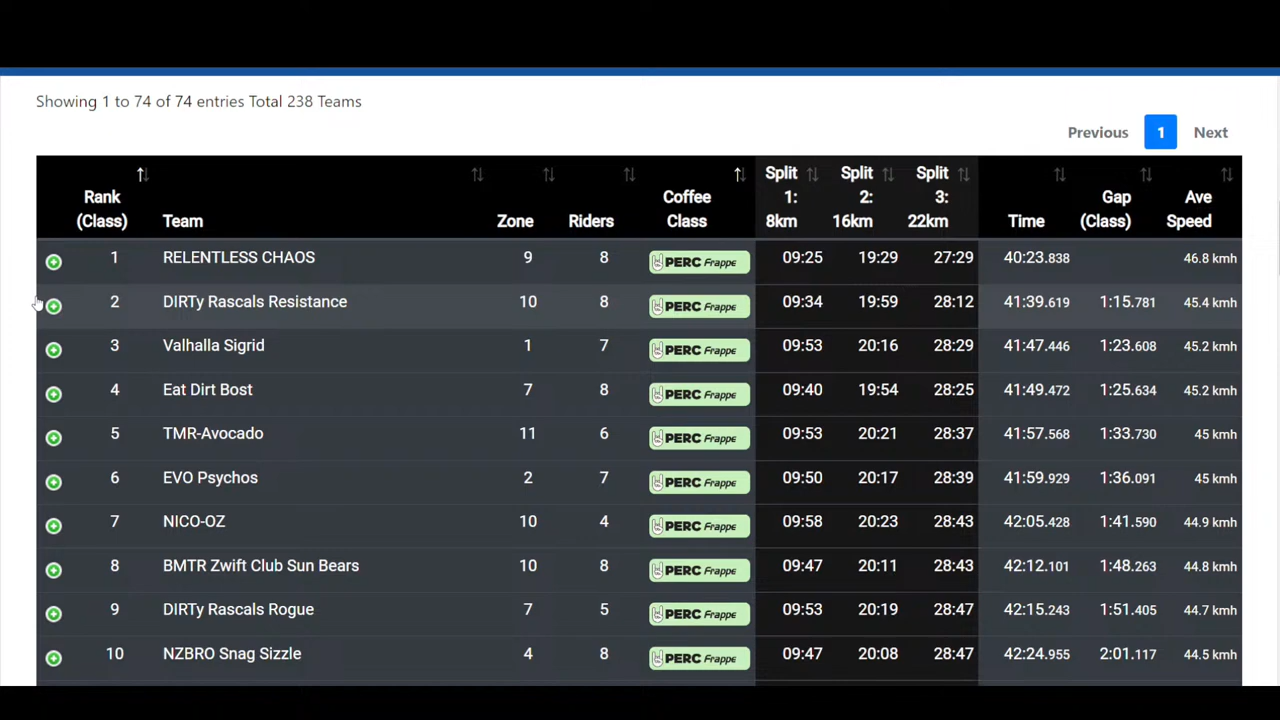 Showing 1 to 74 of 74 entries Total 238 Teams
Previous 1 Next
Rank (Class) Team Zone Riders Coffee Class Split 1: 8km Split 2: 16km Split 3: 22km Time Gap (Class) Ave Speed
1 RELENTLESS CHAOS 9 8 PERC Frappe 09:25 19:29 27:29 40:23.838 46.8 kmh
2 DIRTy Rascals Resistance 10 8 PERC Frappe 09:34 19:59 28:12 41:39.619 1:15.781 45.4 kmh
3 Valhalla Sigrid 1 7 PERC Frappe 09:53 20:16 28:29 41:47.446 1:23.608 45.2 kmh
4 Eat Dirt Bost 7 8 PERC Frappe 09:40 19:54 28:25 41:49.472 1:25.634 45.2 kmh
5 TMR-Avocado 11 6 PERC Frappe 09:53 20:21 28:37 41:57.568 1:33.730 45 kmh
6 EVO Psychos 2 7 PERC Frappe 09:50 20:17 28:39 41:59.929 1:36.091 45 kmh
7 NICO-OZ 10 4 PERC Frappe 09:58 20:23 28:43 42:05.428 1:41.590 44.9 kmh
8 BMTR Zwift Club Sun Bears 10 8 PERC Frappe 09:47 20:11 28:43 42:12.101 1:48.263 44.8 kmh
9 DIRTy Rascals Rogue 7 5 PERC Frappe 09:53 20:19 28:47 42:15.243 1:51.405 44.7 kmh
10 NZBRO Snag Sizzle 4 8 PERC Frappe 09:47 20:08 28:47 42:24.955 2:01.117 44.5 kmh